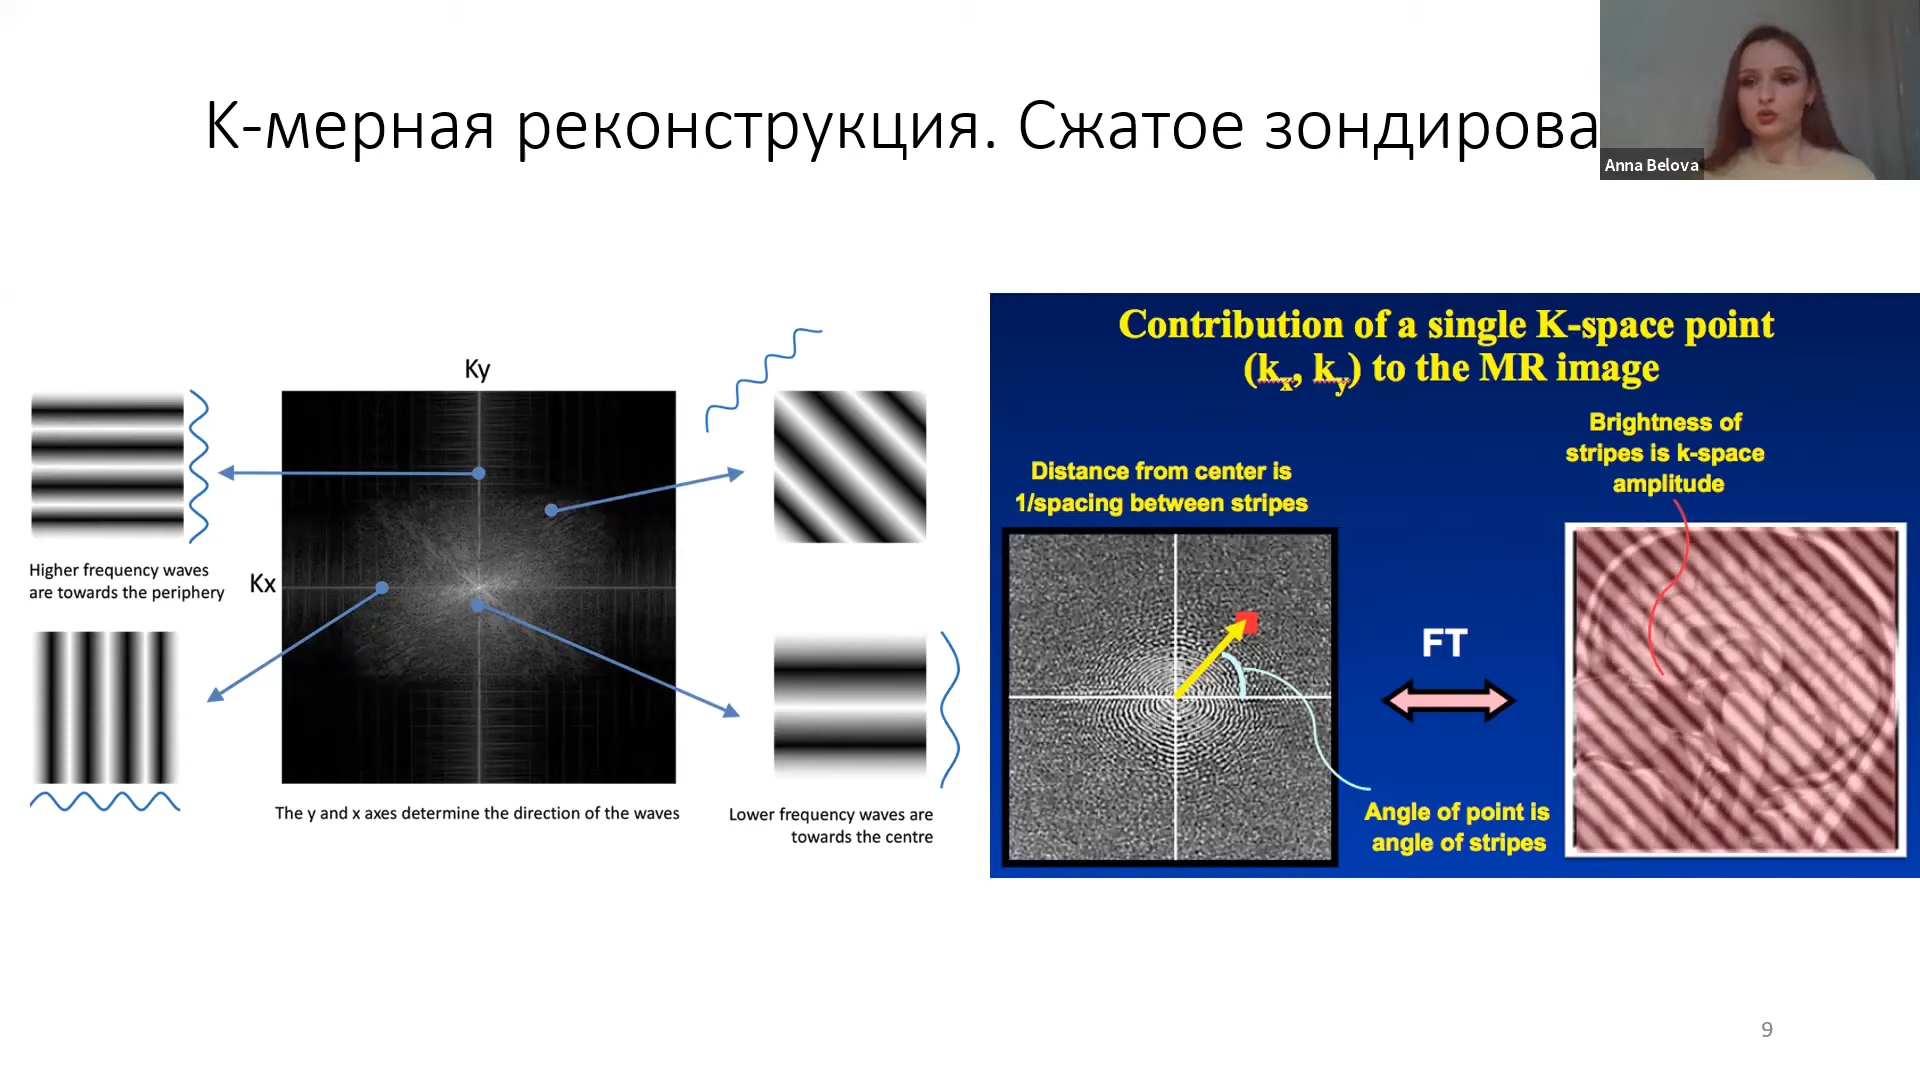 K-мерная реконструкция. Сжатое зондирова
Anna Belova
Ky
Kx
Higher frequency waves
are towards the periphery
The y and x axes determine the direction of the waves
Lower frequency waves are
towards the centre
Contribution of a single K-space point
(kx, ky) to the MR image
Distance from center is
1/spacing between stripes
Brightness of
stripes is k-space
amplitude
FT
Angle of point is
angle of stripes
9